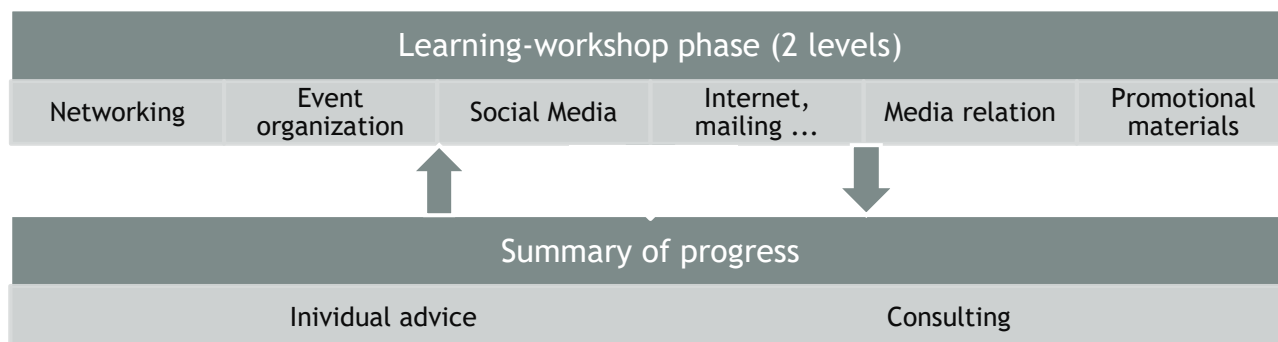 Learning-workshop phase (2 levels)
Networking
Event
organization
Social Media
Internet,
mailing ...
Media relation
Promotional
materials
Summary of progress
Inividual advice
Consulting